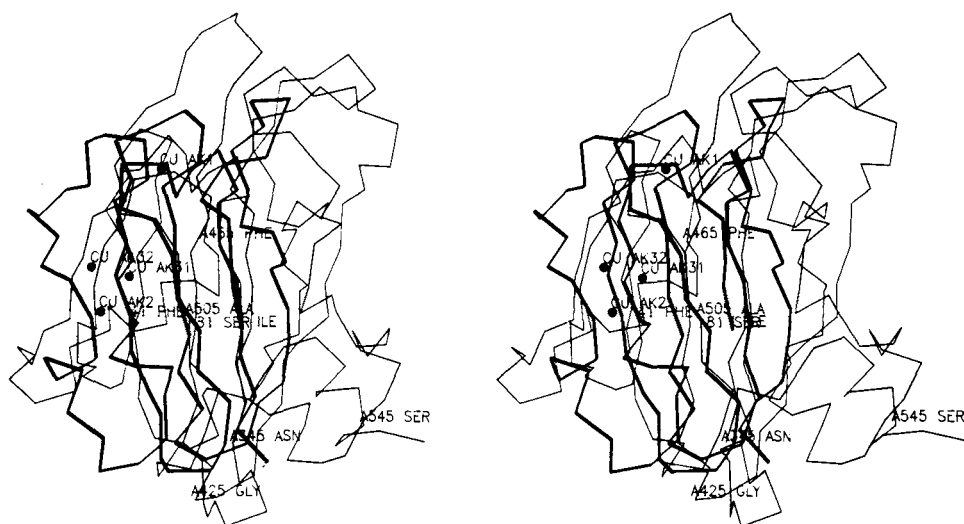 CU AK1
CU AK1
A465 PHE
A465 PHE
CU AK32
CU AK31
CU AK32
CU AK31
CU AK2
CU AK2
A505 ALA
A505 ALA
A545 SER
A545 SER
ASN
ASN
A425 GLY
A425 GLY